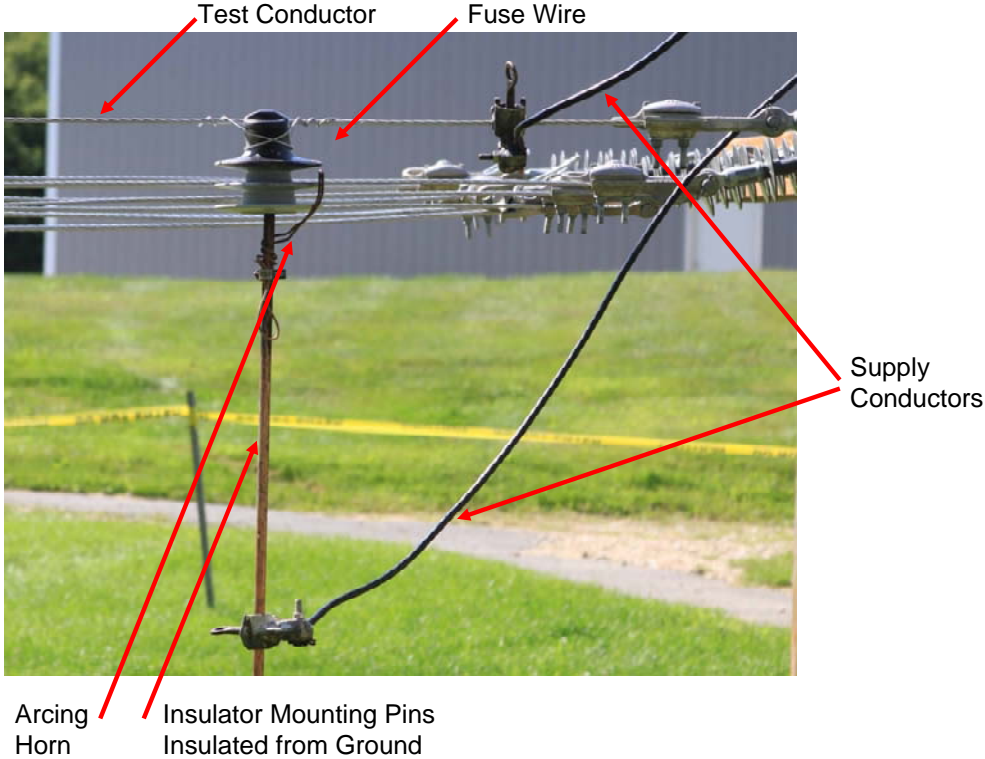 Test Conductor
Fuse Wire
Supply
Conductors
Arcing
Horn
Insulator Mounting Pins
Insulated from Ground